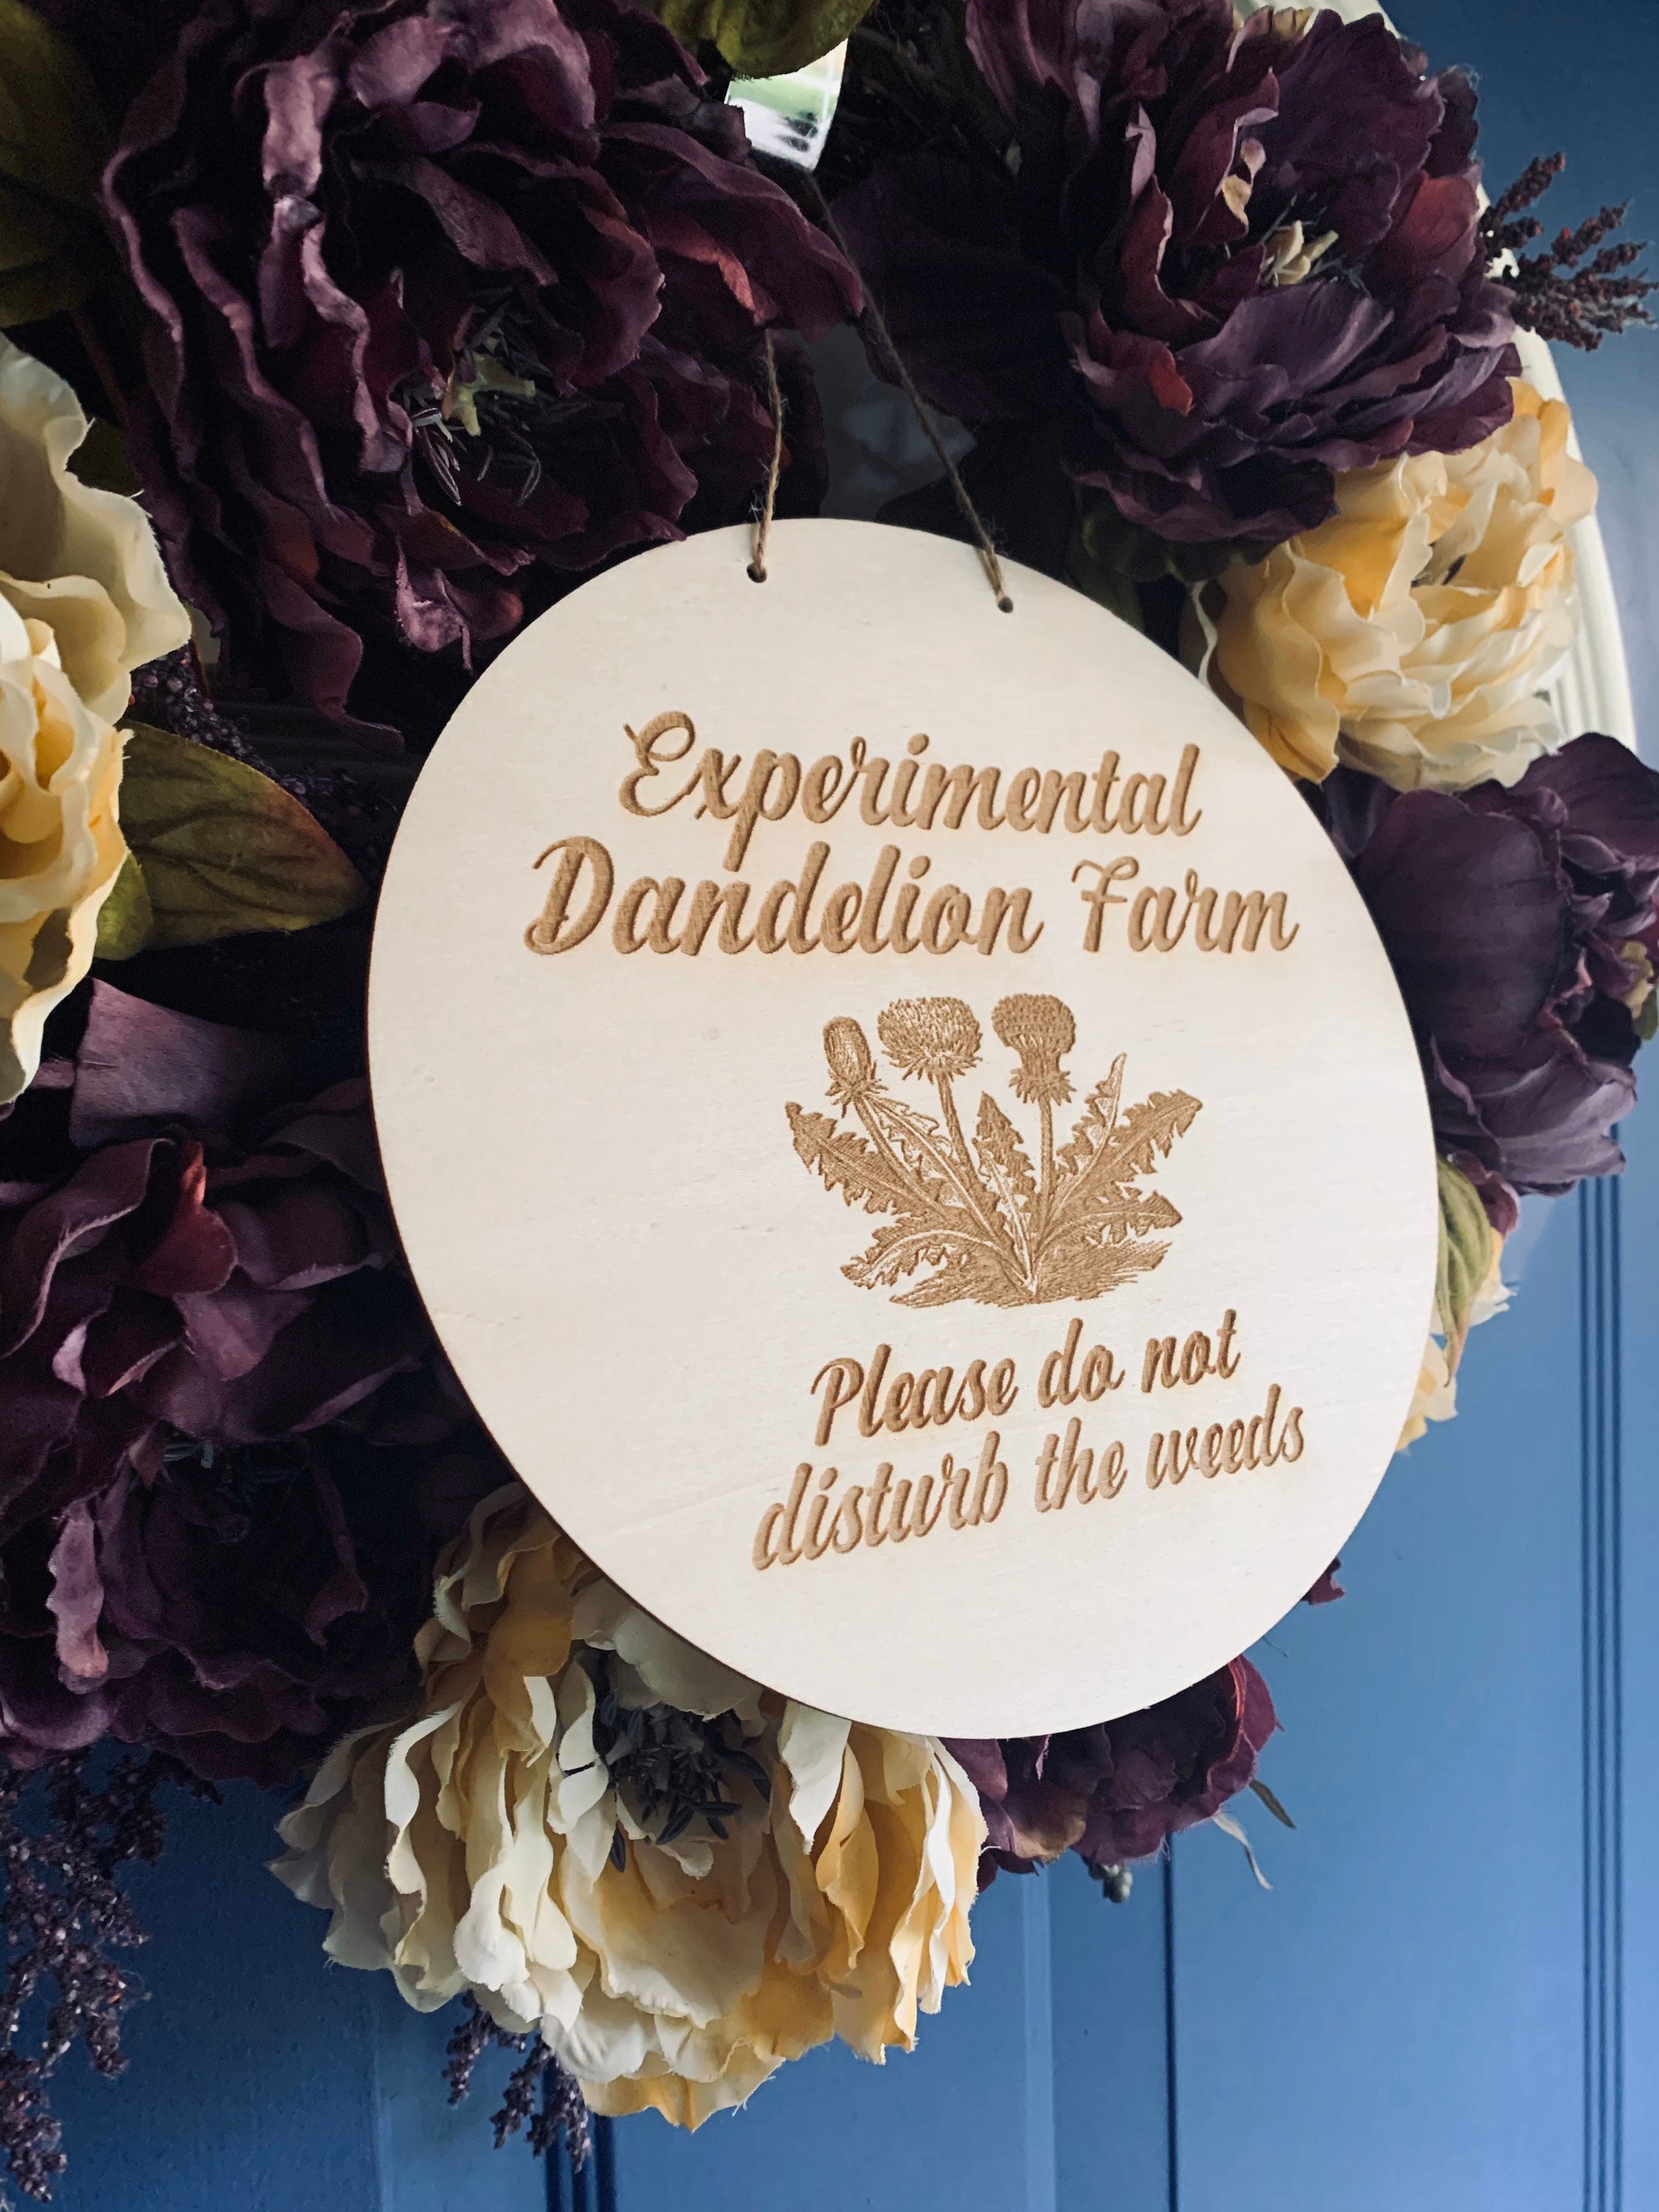 Experimental
Dandelion Farm
Please do not
disturb the weeds